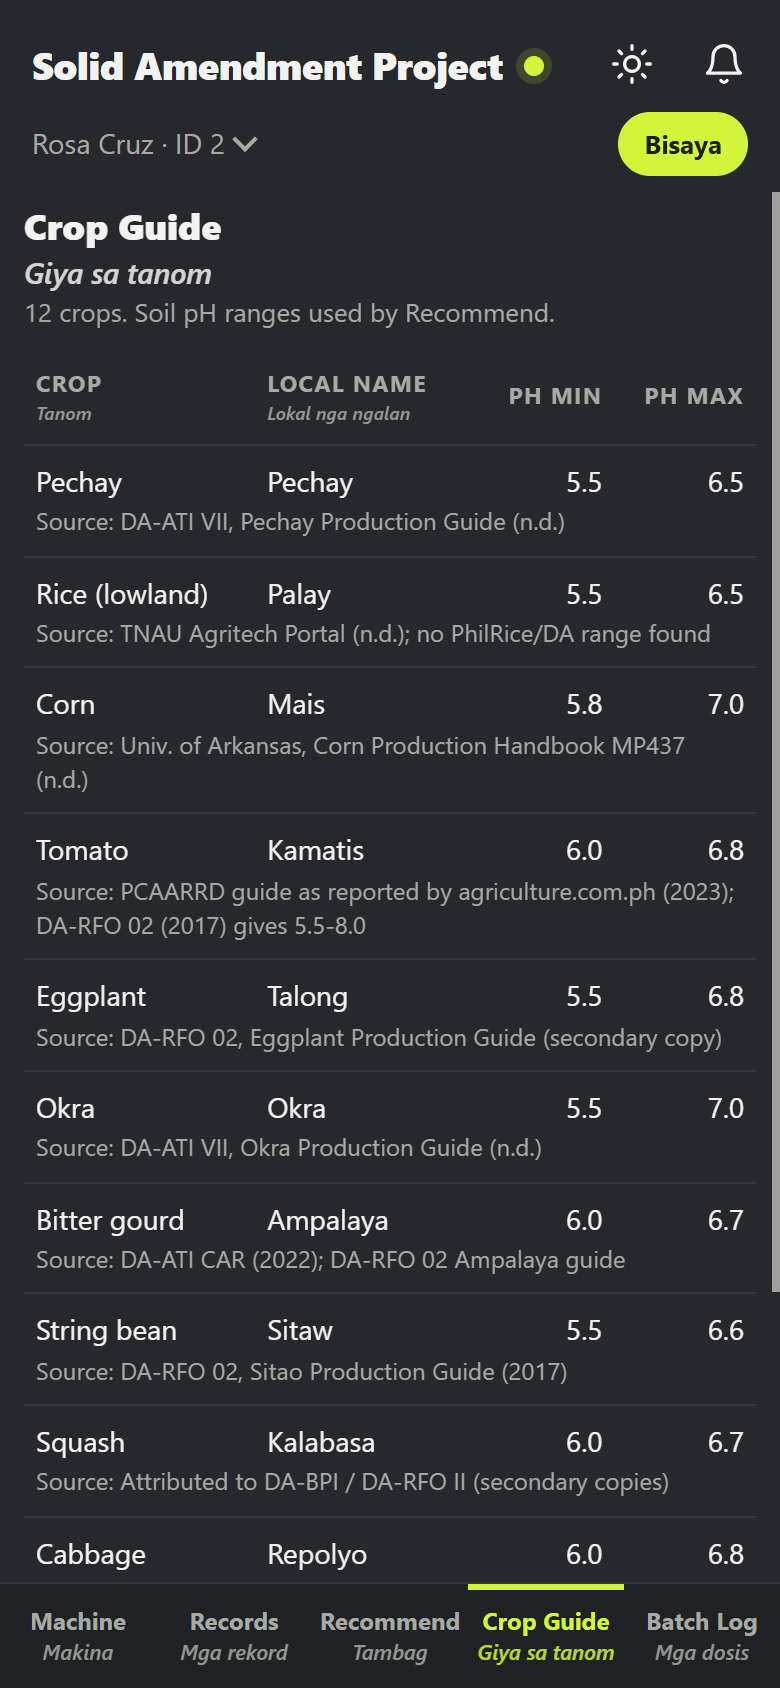 Solid Amendment Project
Rosa Cruz · ID 2
Bisaya
Crop Guide
Giya sa tanom
12 crops. Soil pH ranges used by Recommend.
CROP LOCAL NAME PH MIN PH MAX
Tanom Lokal nga ngalan
Pechay Pechay 5.5 6.5
Source: DA-ATI VII, Pechay Production Guide (n.d.)
Rice (lowland) Palay 5.5 6.5
Source: TNAU Agritech Portal (n.d.); no PhilRice/DA range found
Corn Mais 5.8 7.0
Source: Univ. of Arkansas, Corn Production Handbook MP437
(n.d.)
Tomato Kamatis 6.0 6.8
Source: PCAARRD guide as reported by agriculture.com.ph (2023);
DA-RFO 02 (2017) gives 5.5-8.0
Eggplant Talong 5.5 6.8
Source: DA-RFO 02, Eggplant Production Guide (secondary copy)
Okra Okra 5.5 7.0
Source: DA-ATI VII, Okra Production Guide (n.d.)
Bitter gourd Ampalaya 6.0 6.7
Source: DA-ATI CAR (2022); DA-RFO 02 Ampalaya guide
String bean Sitaw 5.5 6.6
Source: DA-RFO 02, Sitao Production Guide (2017)
Squash Kalabasa 6.0 6.7
Source: Attributed to DA-BPI / DA-RFO II (secondary copies)
Cabbage Repolyo 6.0 6.8
Machine Records Recommend Crop Guide Batch Log
Makina Mga rekord Tambag Giya sa tanom Mga dosis